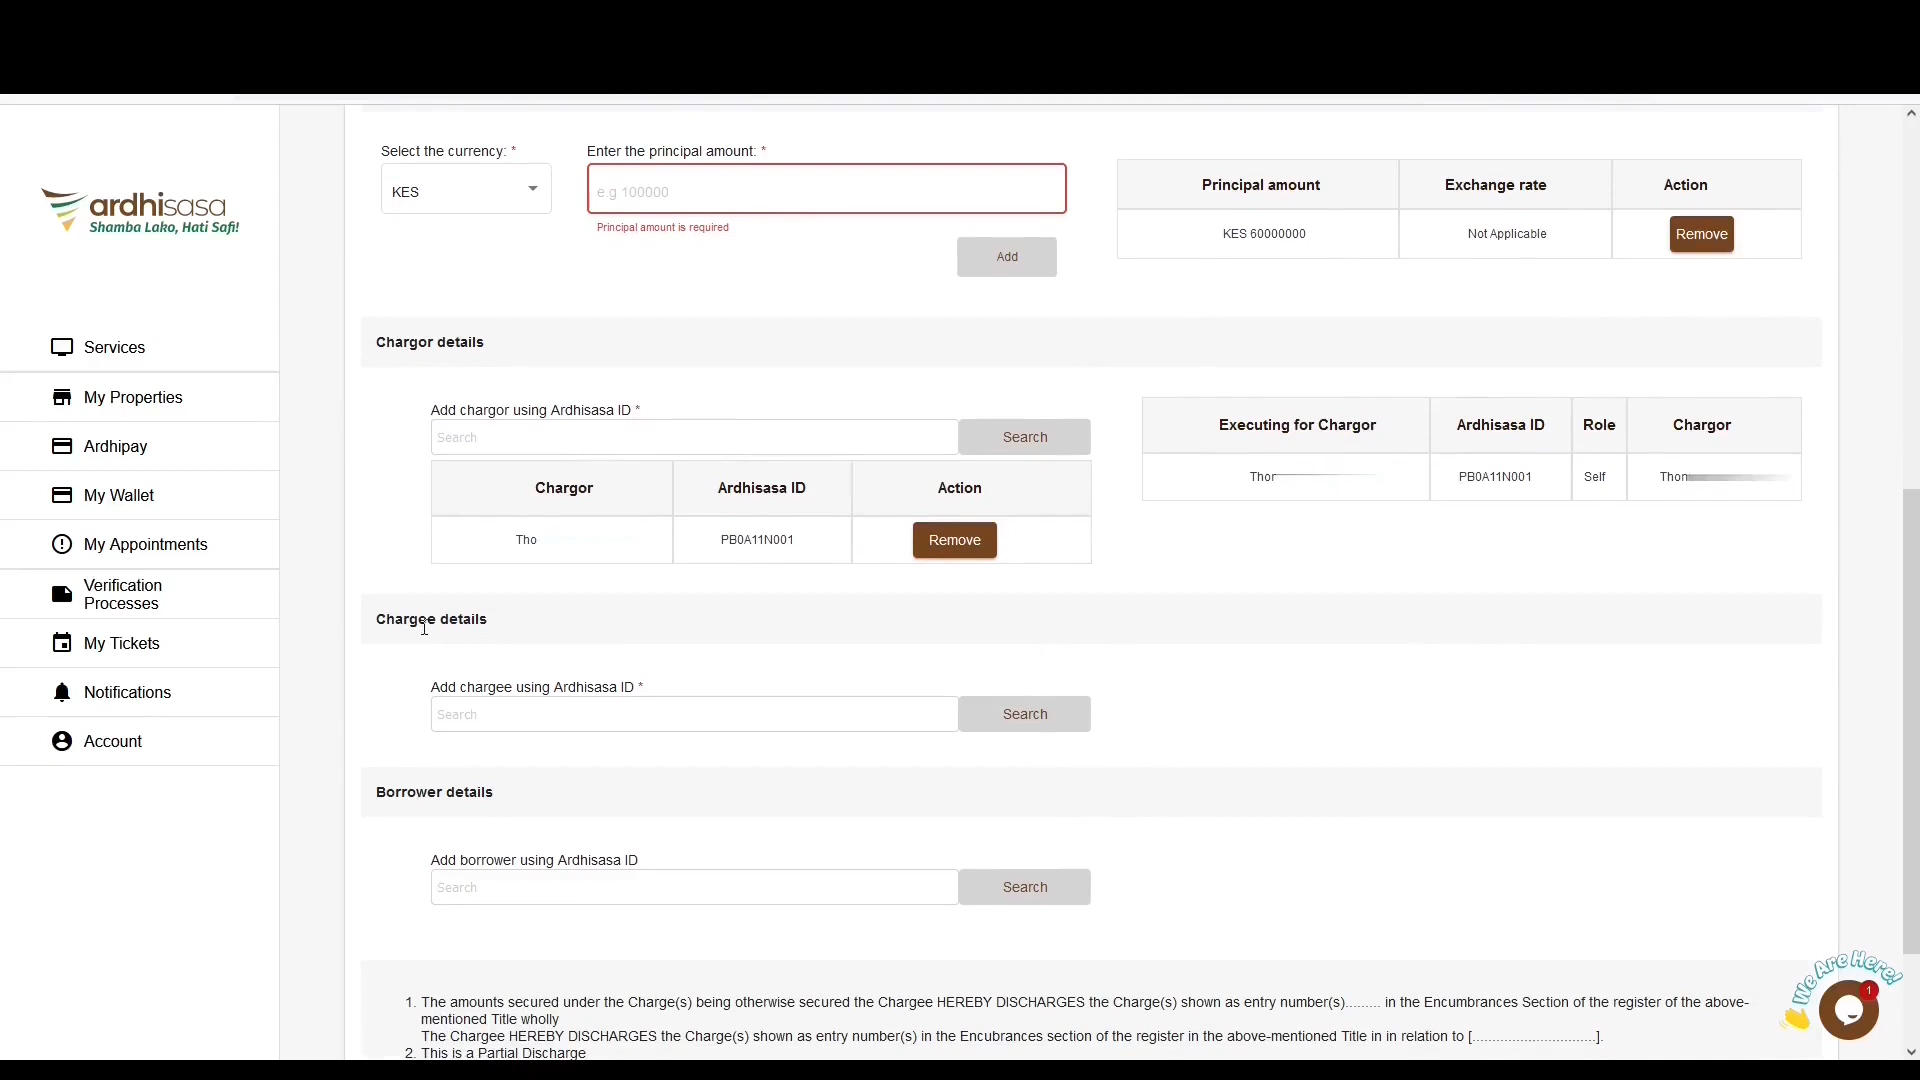 ardhisasa
Shamba Lako, Hati Safi!
Services
My Properties
Ardhipay
My Wallet
My Appointments
Verification
Processes
My Tickets
Notifications
Account
Select the currency: *
KES
Enter the principal amount: *
e.g 100000
Principal amount is required
Add
Principal amount Exchange rate Action
KES 60000000 Not Applicable Remove
Chargor details
Add chargor using Ardhisasa ID *
Search Search
Chargor Ardhisasa ID Action
Tho PB0A11N001 Remove
Executing for Chargor Ardhisasa ID Role Chargor
Thor PB0A11N001 Self Thon
Chargee details
Add chargee using Ardhisasa ID *
Search Search
Borrower details
Add borrower using Ardhisasa ID
Search Search
1. The amounts secured under the Charge(s) being otherwise secured the Chargee HEREBY DISCHARGES the Charge(s) shown as entry number(s)......... in the Encumbrances Section of the register of the above-
mentioned Title wholly
The Chargee HEREBY DISCHARGES the Charge(s) shown as entry number(s) in the Encubrances section of the register in the above-mentioned Title in in relation to [...............................].
2. This is a Partial Discharge
We Are Here!
1